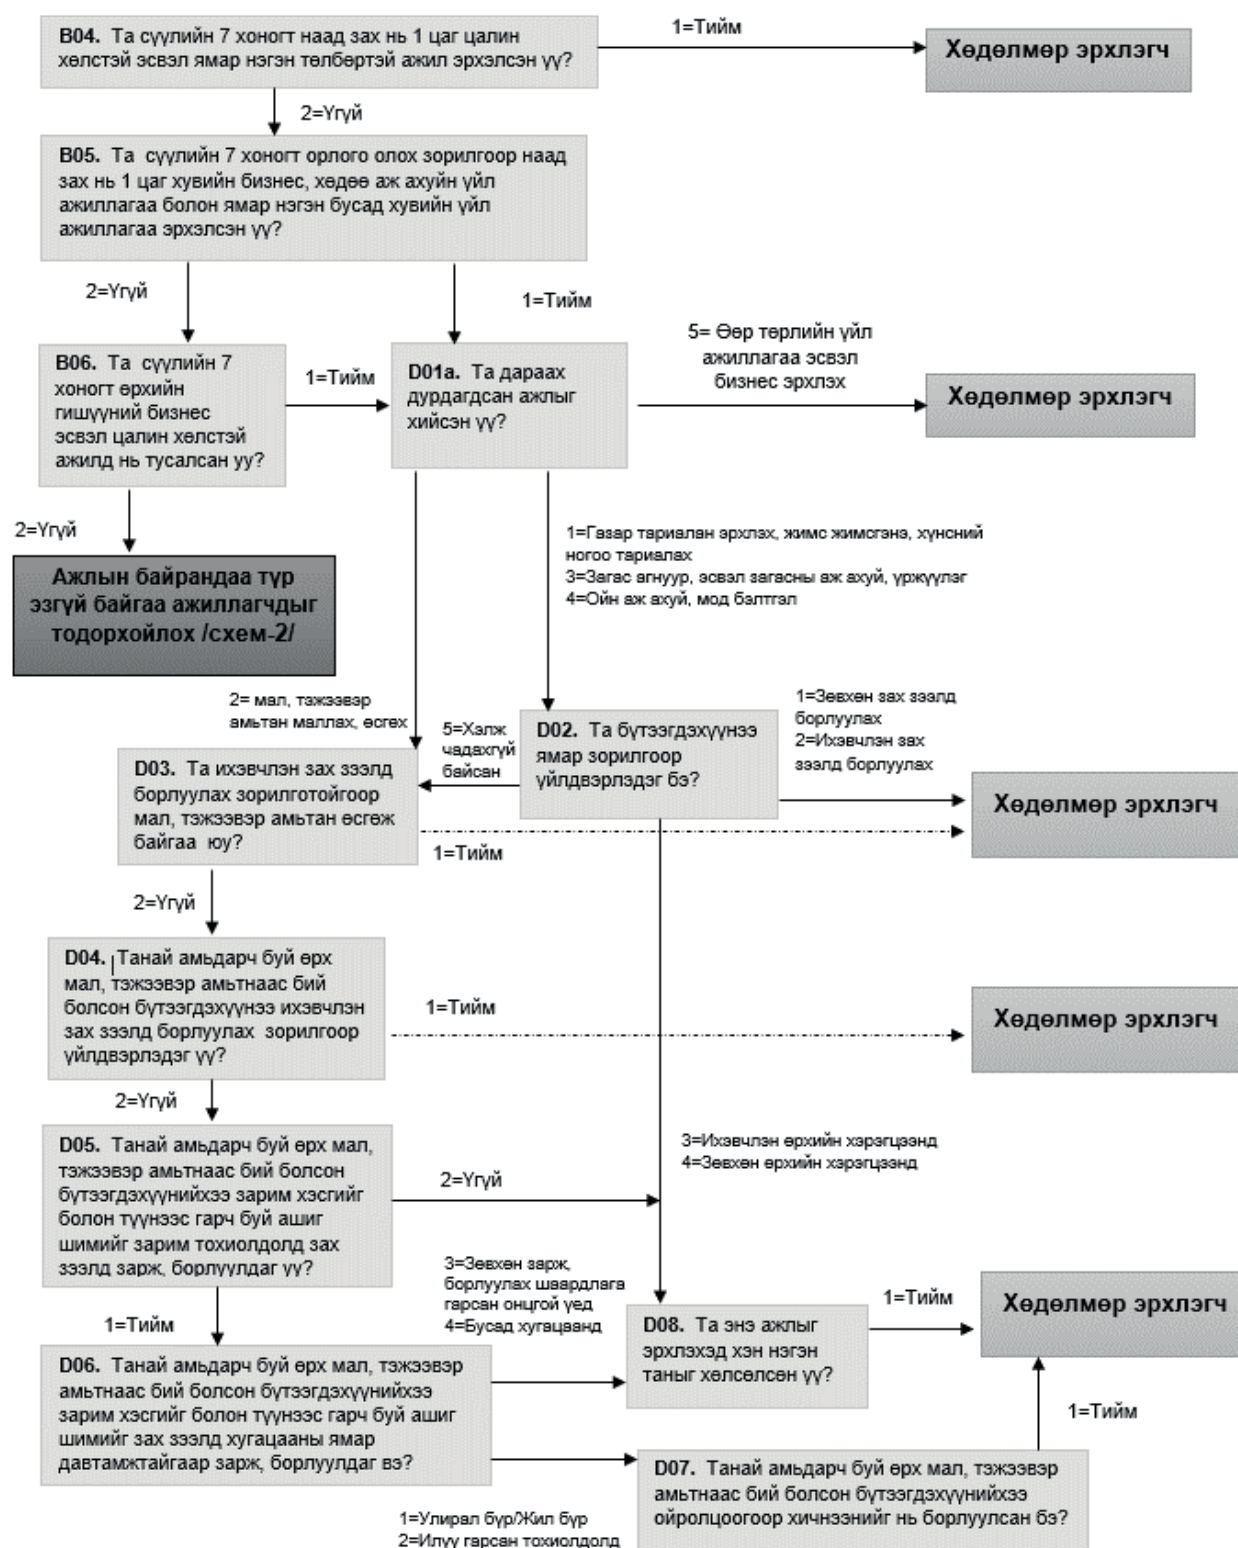 B04. Та сүүлийн 7 хоногт наад зах нь 1 цаг цалин
хөлстэй эсвэл ямар нэгэн төлбөртэй ажил эрхэлсэн үү?
1=Тийм
Хөдөлмөр эрхлэгч
2=Үгүй
B05. Та сүүлийн 7 хоногт орлого олох зорилгоор наад
зах нь 1 цаг хувийн бизнес, хөдөө аж ахуйн үйл
ажиллагаа болон ямар нэгэн бусад хувийн үйл
ажиллагаа эрхэлсэн үү?
2=Үгүй
1=Тийм
B06. Та сүүлийн 7
хоногт өрхийн
гишүүний бизнес
эсвэл цалин хөлстэй
ажилд нь тусалсан уу?
1=Тийм
D01a. Та дараах
дурдагдсан ажлыг
хийсэн үү?
5= Өөр төрлийн үйл
ажиллагаа эсвэл
бизнес эрхлэх
Хөдөлмөр эрхлэгч
2=Үгүй
Ажлын байрандаа түр
эзгүй байгаа ажиллагчдыг
тодорхойлох /схем-2/
1=Газар тариалан эрхлэх, жимс жимсгэнэ, хүнсний
ногоо тариалах
3=Загас агнуур, эсвэл загасны аж ахуй, үржүүлэг
4=Ойн аж ахуй, мод бэлтгэл
2= мал, тэжээвэр
амьтан маллах, өсгөх
5=Хэлж
чадахгүй
байсан
D02. Та бүтээгдэхүүнээ
ямар зорилгоор
үйлдвэрлэдэг бэ?
1=Зөвхөн зах зээлд
борлуулах
2=Ихэвчлэн зах
зээлд борлуулах
Хөдөлмөр эрхлэгч
D03. Та ихэвчлэн зах зээлд
борлуулах зорилготойгоор
мал, тэжээвэр амьтан өсгөж
байгаа юу?
1=Тийм
2=Үгүй
D04. Танай амьдарч буй өрх
мал, тэжээвэр амьтнаас бий
болсон бүтээгдэхүүнээ ихэвчлэн
зах зээлд борлуулах зорилгоор
үйлдвэрлэдэг үү?
1=Тийм
Хөдөлмөр эрхлэгч
2=Үгүй
D05. Танай амьдарч буй өрх мал,
тэжээвэр амьтнаас бий болсон
бүтээгдэхүүнийхээ зарим хэсгийг
болон түүнээс гарч буй ашиг
шимийг зарим тохиолдолд зах
зээлд зарж, борлуулдаг уу?
2=Үгүй
3=Ихэвчлэн өрхийн хэрэгцээнд
4=Зөвхөн өрхийн хэрэгцээнд
1=Тийм
3=Зөвхөн зарж,
борлуулах шаардлага
гарсан онцгой үед
4=Бусад хугацаанд
D08. Та энэ ажлыг
эрхлэхэд хэн нэгэн
таныг хөлсөлсөн үү?
1=Тийм
Хөдөлмөр эрхлэгч
D06. Танай амьдарч буй өрх мал, тэжээвэр
амьтнаас бий болсон бүтээгдэхүүнийхээ
зарим хэсгийг болон түүнээс гарч буй ашиг
шимийг зах зээлд хугацааны ямар
давтамжтайгаар зарж, борлуулдаг вэ?
1=Тийм
D07. Танай амьдарч буй өрх мал, тэжээвэр
амьтнаас бий болсон бүтээгдэхүүнийхээ
ойролцоогоор хичнээнийг нь борлуулсан бэ?
1=Улирал бүр/Жил бүр
2=Илүү гарсан тохиолдолд